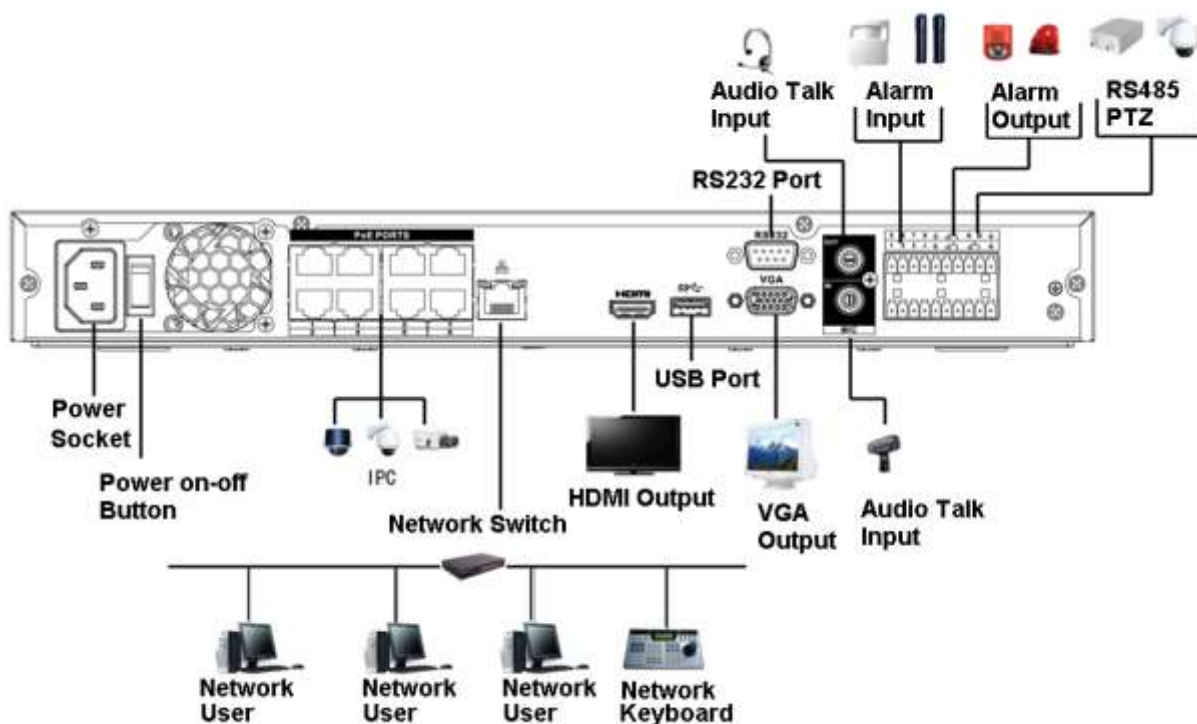 Audio Talk
Input
Alarm
Input
Alarm
Output
RS485
PTZ
RS232 Port
PoE PORTS
RS232
VGA
HDMI
MIC
USB Port
Power
Socket
Power on-off
Button
IPC
Network Switch
HDMI Output
VGA
Output
Audio Talk
Input
Network
User
Network
User
Network
User
Network
Keyboard